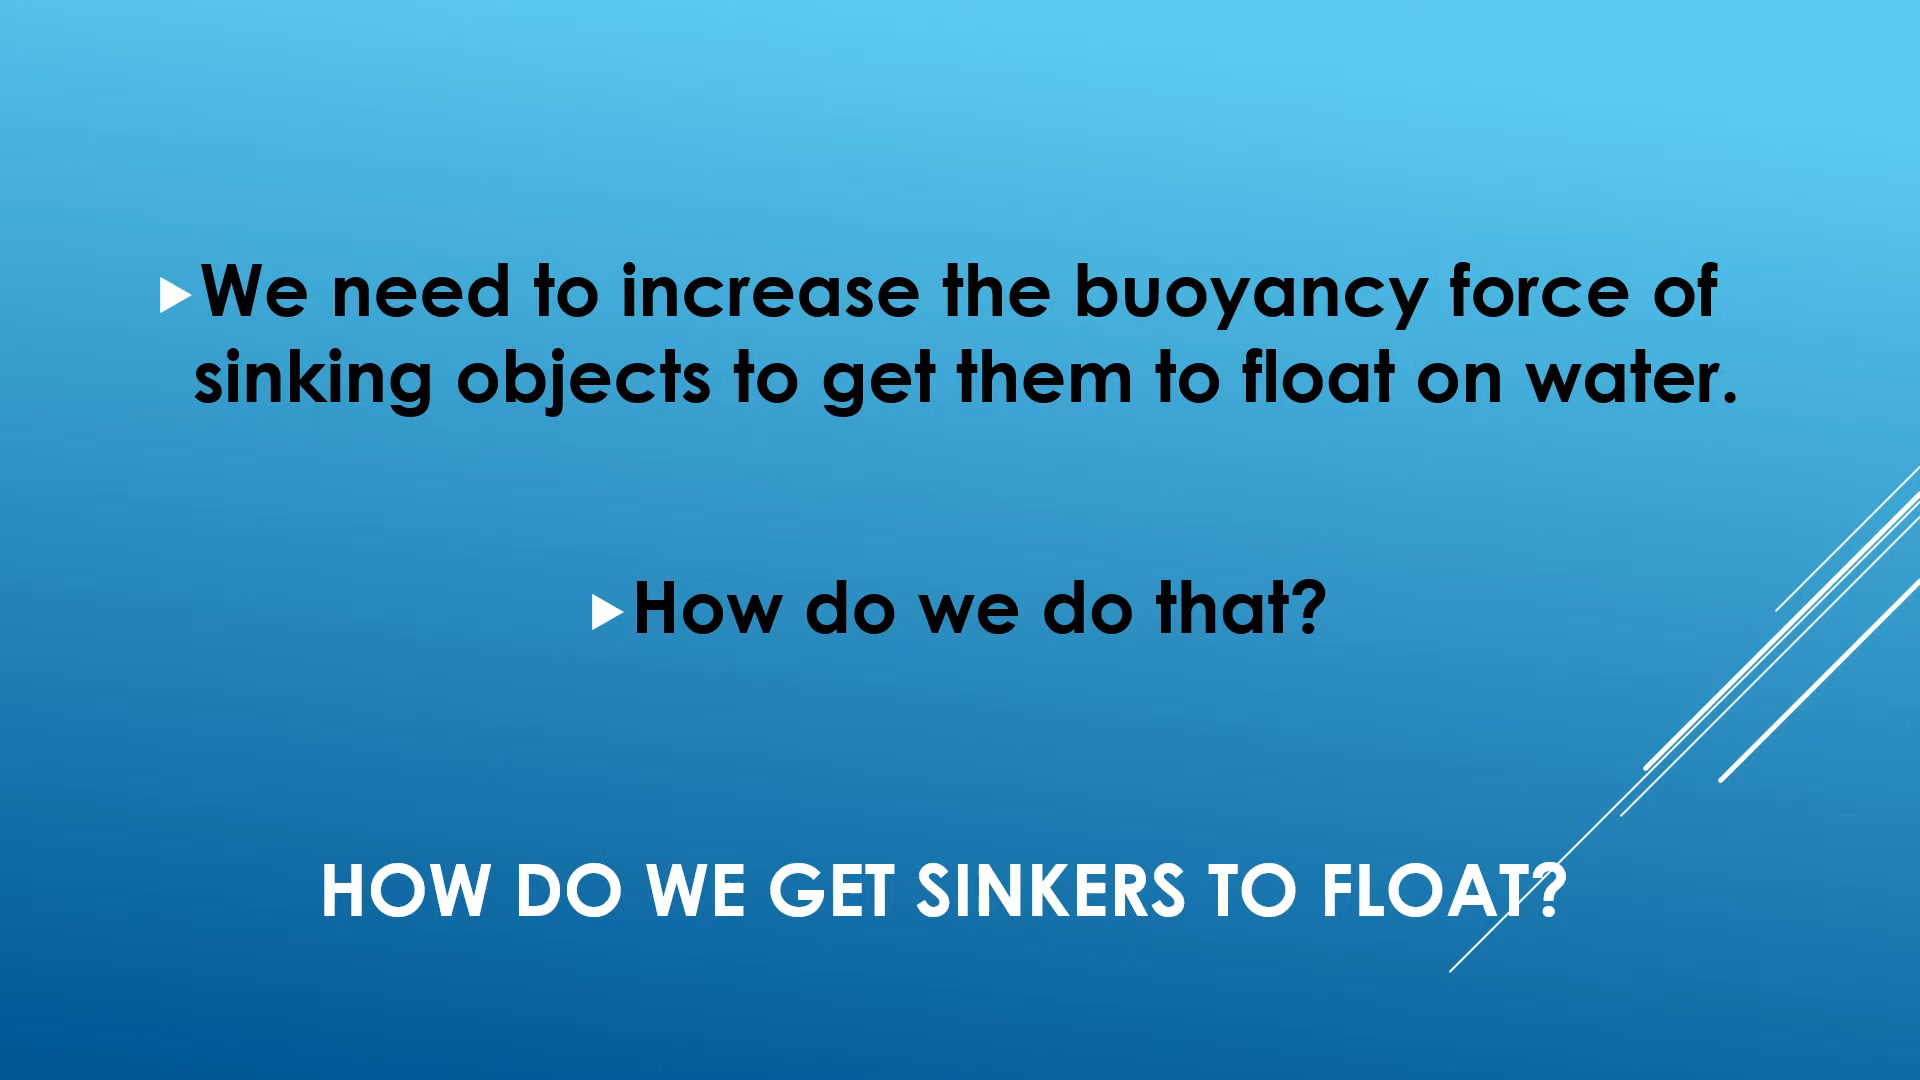 We need to increase the buoyancy force of
sinking objects to get them to float on water.
How do we do that?
HOW DO WE GET SINKERS TO FLOAT?